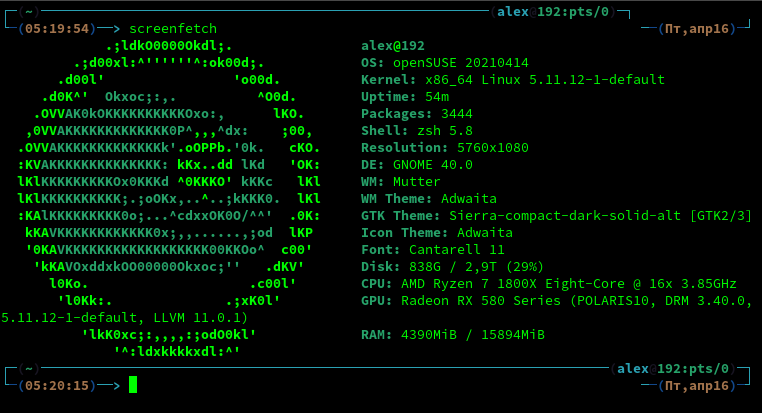 ~ alex@192:pts/0
(05:19:54) > screenfetch (Пт,апр16)
.;ldkO0000Okdl;. alex@192
.;d00xl:^''''''^:ok00d;. OS: openSUSE 20210414
.d00l' 'o00d. Kernel: x86_64 Linux 5.11.12-1-default
.d0K^' Okxoc;:,. ^O0d. Uptime: 54m
.OVVAK0kOKKKKKKKKKKOxo:, lKO. Packages: 3444
,0VVAKKKKKKKKKKKKK0P^,,,^dx: ;00, Shell: zsh 5.8
.OVVAKKKKKKKKKKKKKk'.oOPPb.'0k. cKO. Resolution: 5760x1080
:KVAKKKKKKKKKKKKKK: kKx..dd lKd 'OK: DE: GNOME 40.0
lKlKKKKKKKKKOx0KKKd ^0KKKO' kKKc lKl WM: Mutter
lKlKKKKKKKKKK;.;oOKx,..^..;kKKK0. lKl WM Theme: Adwaita
:KAlKKKKKKKKK0o;...^cdxxOK0O/^^' .0K: GTK Theme: Sierra-compact-dark-solid-alt [GTK2/3]
kKAVKKKKKKKKKKKK0x;,,......,;od lKP Icon Theme: Adwaita
'0KAVKKKKKKKKKKKKKKKKKK00KKOo^ c00' Font: Cantarell 11
'kKAVOxddxkOO00000Okxoc;'' .dKV' Disk: 838G / 2,9T (29%)
l0Ko. .c00l' CPU: AMD Ryzen 7 1800X Eight-Core @ 16x 3.85GHz
'l0Kk:. .;xK0l' GPU: Radeon RX 580 Series (POLARIS10, DRM 3.40.0,
5.11.12-1-default, LLVM 11.0.1)
'lkK0xc;:,,,,:;odO0kl' RAM: 4390MiB / 15894MiB
'^:ldxkkkkxdl:^'
~ alex@192:pts/0
(05:20:15) > (Пт,апр16)